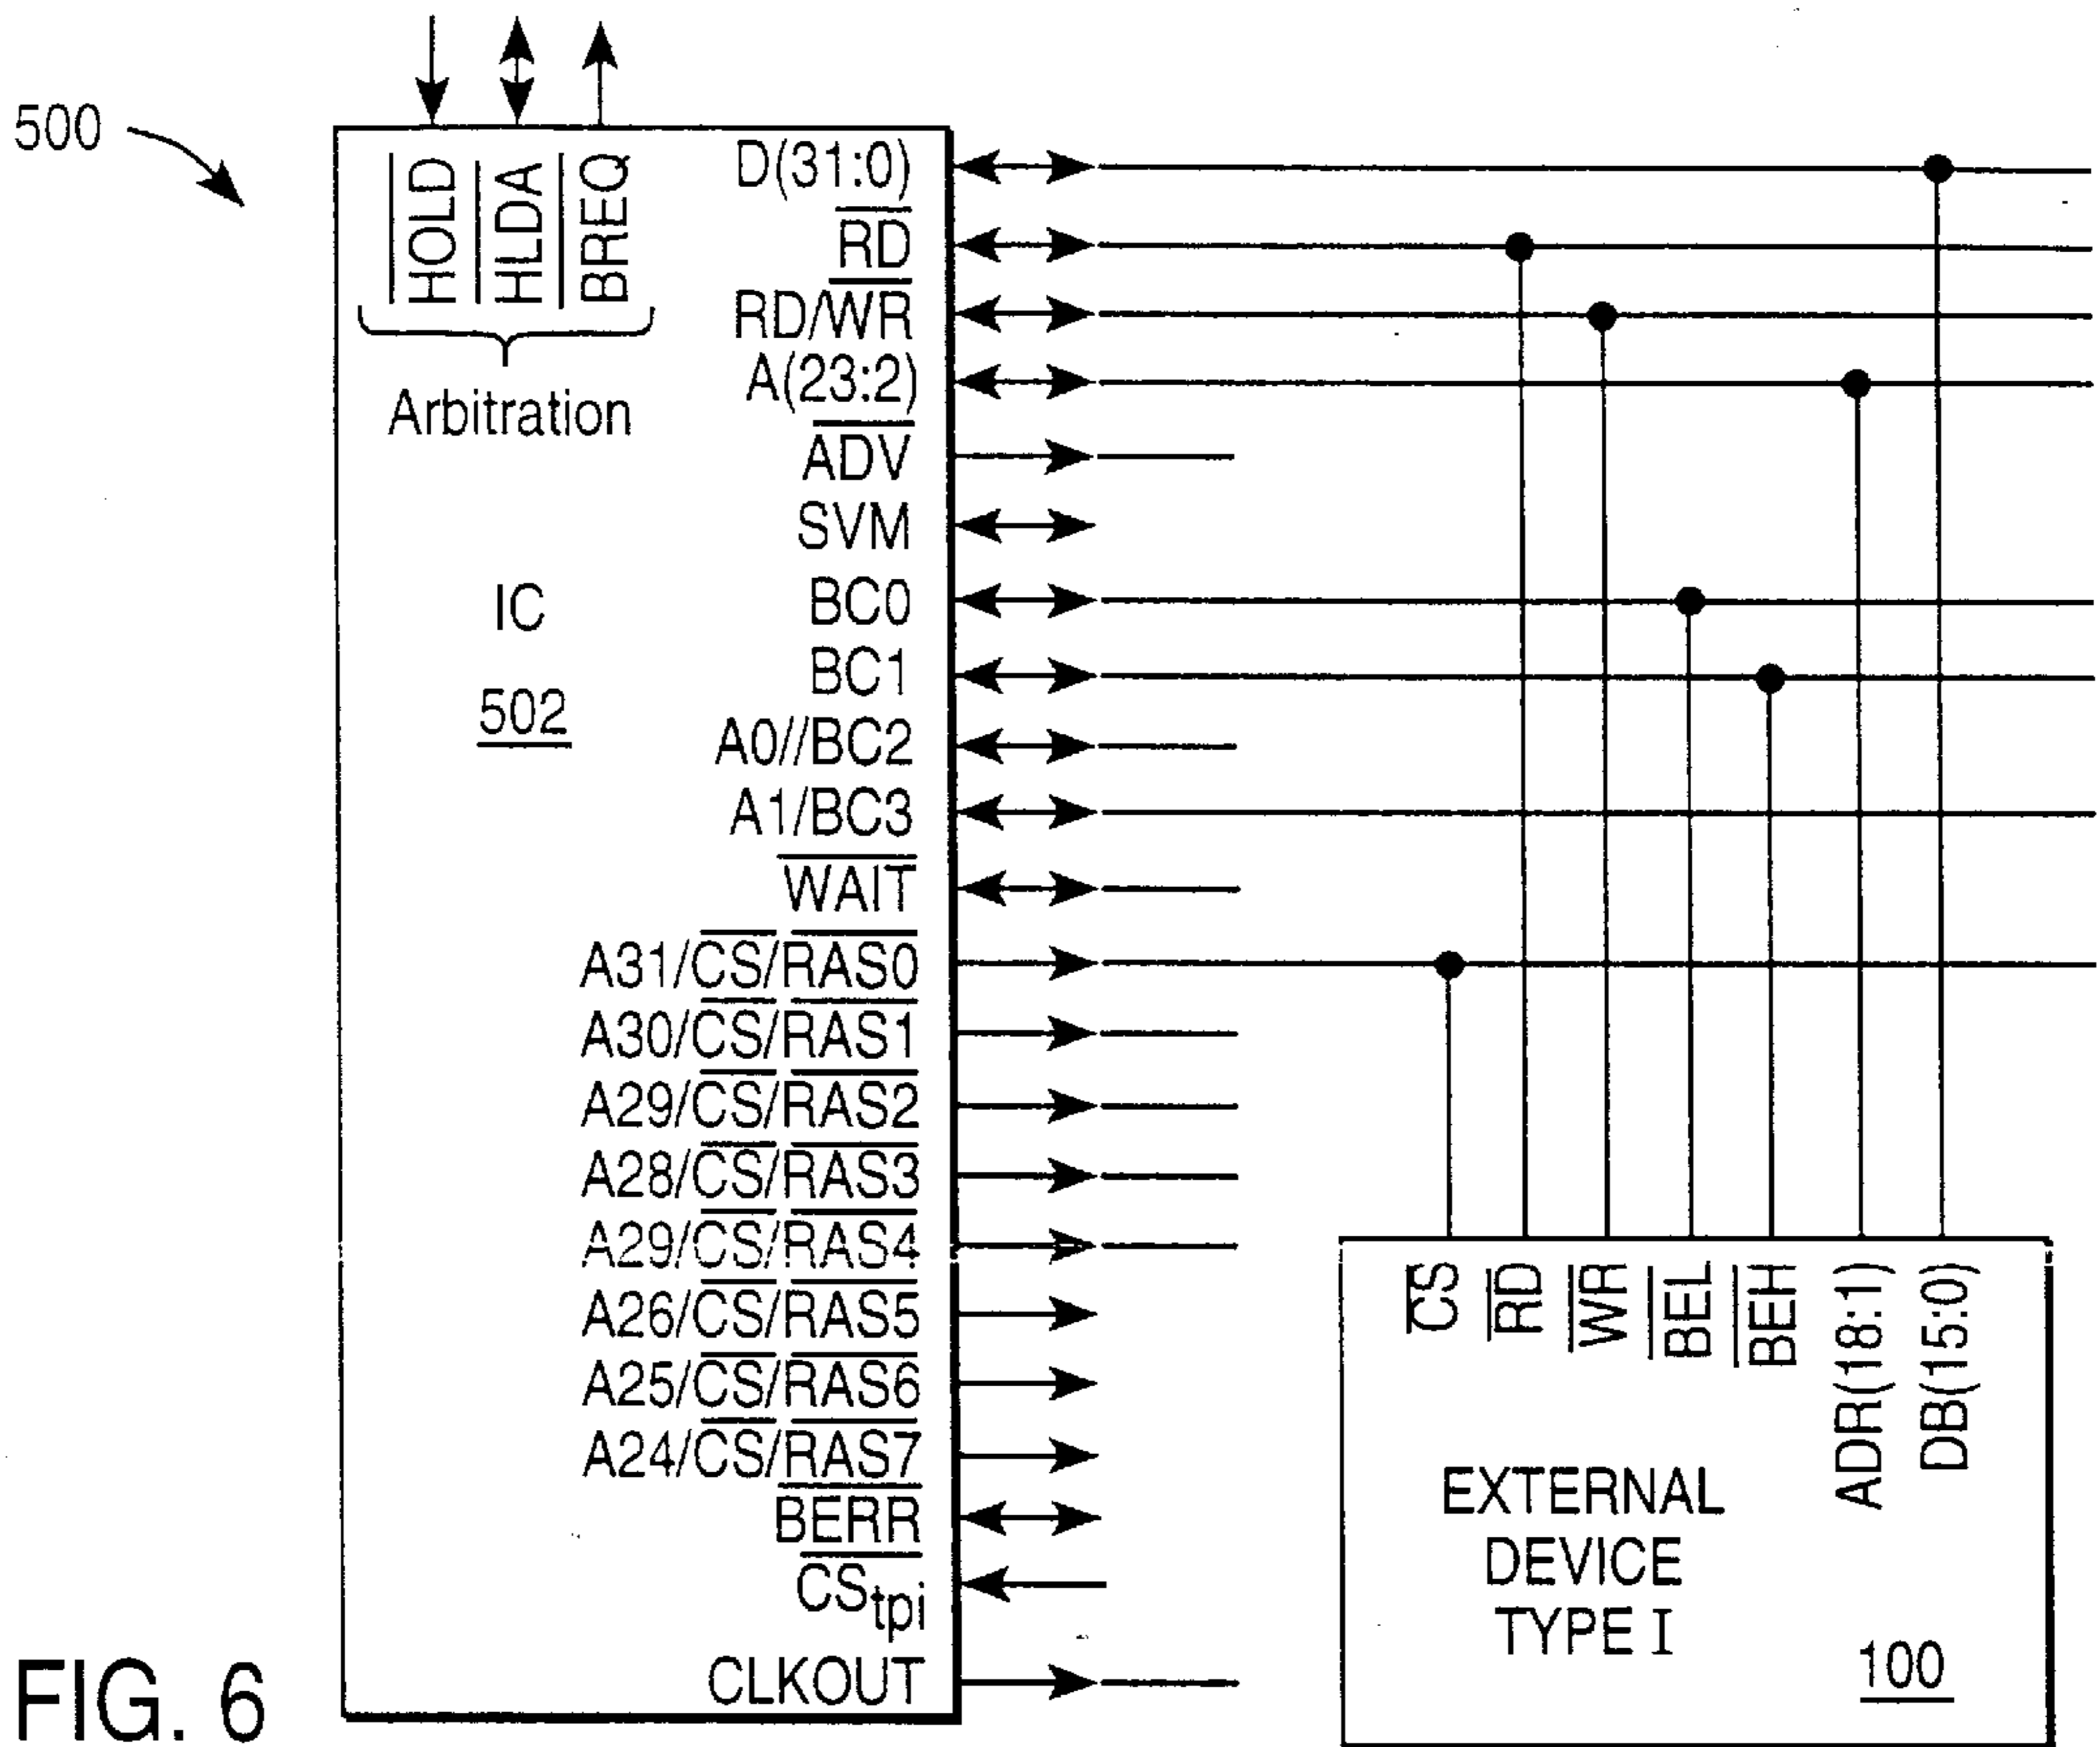 500
HOLD
HLDA
BREQ
Arbitration
IC
502
D(31:0)
RD
RD/WR
A(23:2)
ADV
SVM
BC0
BC1
A0//BC2
A1/BC3
WAIT
A31/CS/RAS0
A30/CS/RAS1
A29/CS/RAS2
A28/CS/RAS3
A29/CS/RAS4
A26/CS/RAS5
A25/CS/RAS6
A24/CS/RAS7
BERR
CStpi
CLKOUT
CS
RD
WR
BEL
BEH
ADR(18:1)
DB(15:0)
EXTERNAL
DEVICE
TYPE I
100
FIG. 6